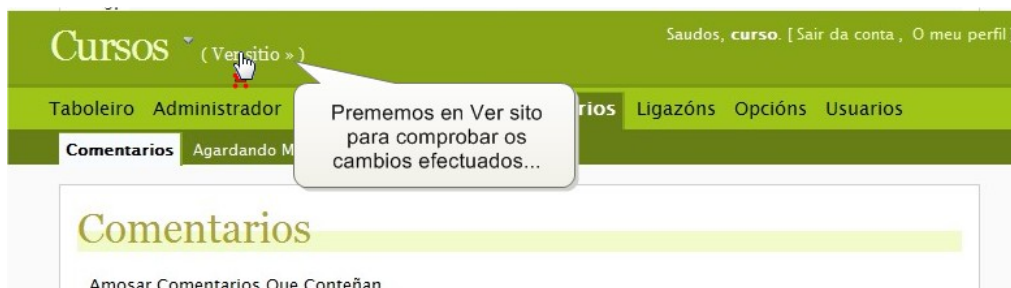 Cursos ( Ver sitio » )
Saudos, curso. [ Sair da conta , O meu perfil ]
Taboleiro Administrador rios Ligazóns Opcións Usuarios
Prememos en Ver sito
para comprobar os
cambios efectuados...
Comentarios Agardando M
Comentarios
Amosar Comentarios Que Conteñan